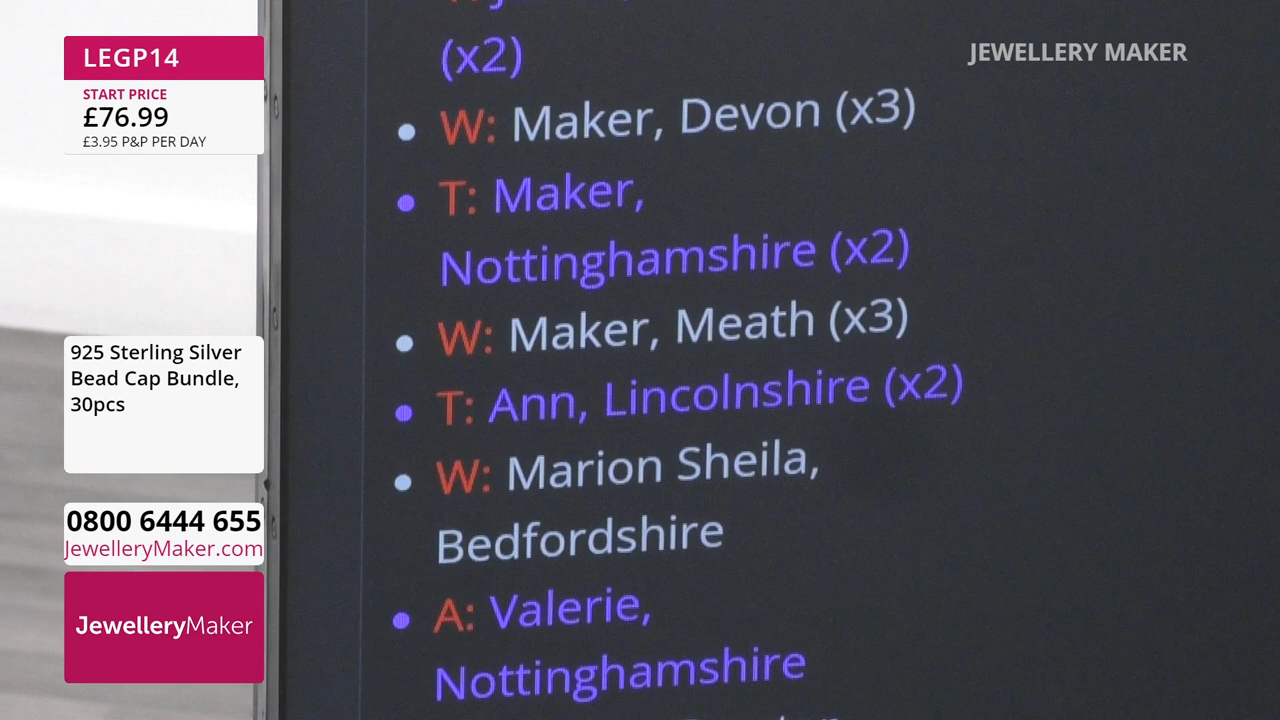 LEGP14
START PRICE
£76.99
£3.95 P&P PER DAY
925 Sterling Silver
Bead Cap Bundle,
30pcs
0800 6444 655
JewelleryMaker.com
JewelleryMaker
JEWELLERY MAKER
(x2)
W: Maker, Devon (x3)
T: Maker,
Nottinghamshire (x2)
W: Maker, Meath (x3)
T: Ann, Lincolnshire (x2)
W: Marion Sheila,
Bedfordshire
A: Valerie,
Nottinghamshire